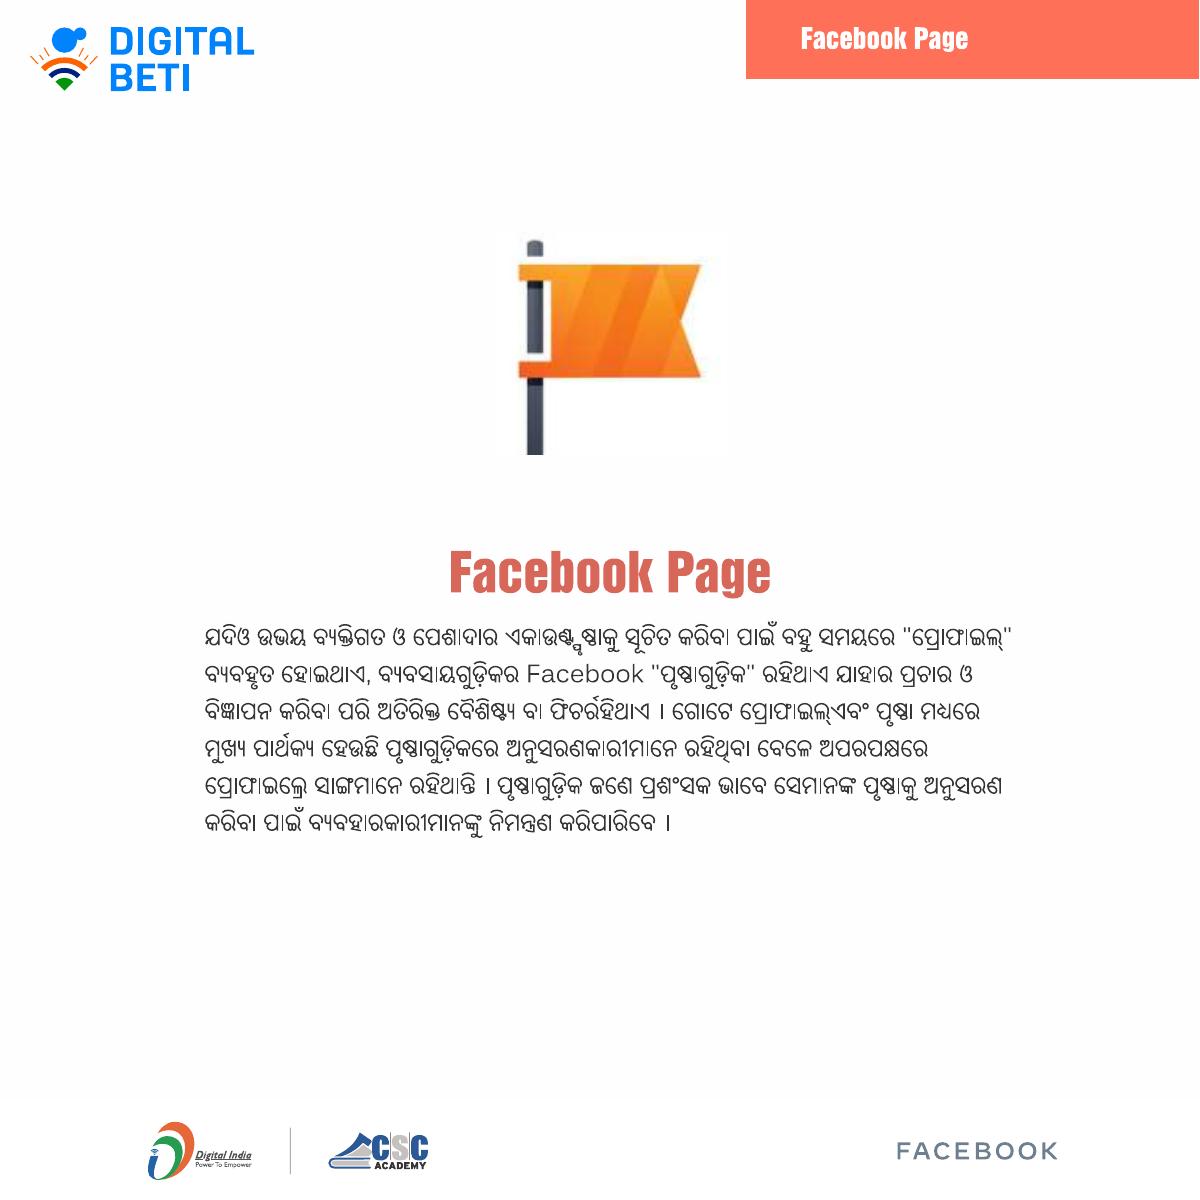 DIGITAL
BETI
Facebook Page
Facebook Page
ଯଦିଓ ଉଭୟ ବ୍ୟକ୍ତିଗତ ଓ ପେଶାଦାର ଏକାଉଣ୍ଟ୍ପୃଷ୍ଠାକୁ ସୂଚିତ କରିବା ପାଇଁ ବହୁ ସମୟରେ "ପ୍ରୋଫାଇଲ୍"
ବ୍ୟବହୃତ ହୋଇଥାଏ, ବ୍ୟବସାୟଗୁଡ଼ିକର Facebook "ପୃଷ୍ଠାଗୁଡ଼ିକ" ରହିଥାଏ ଯାହାର ପ୍ରଚାର ଓ
ବିଜ୍ଞାପନ କରିବା ପରି ଅତିରିକ୍ତ ବୈଶିଷ୍ଟ୍ୟ ବା ଫିଚର୍ରହିଥାଏ । ଗୋଟେ ପ୍ରୋଫାଇଲ୍ଏବଂ ପୃଷ୍ଠା ମଧ୍ୟରେ
ମୁଖ୍ୟ ପାର୍ଥକ୍ୟ ହେଉଛି ପୃଷ୍ଠାଗୁଡ଼ିକରେ ଅନୁସରଣକାରୀମାନେ ରହିଥିବା ବେଳେ ଅପରପକ୍ଷରେ
ପ୍ରୋଫାଇଲ୍ରେ ସାଙ୍ଗମାନେ ରହିଥାନ୍ତି । ପୃଷ୍ଠାଗୁଡ଼ିକ ଜଣେ ପ୍ରଶଂସକ ଭାବେ ସେମାନଙ୍କ ପୃଷ୍ଠାକୁ ଅନୁସରଣ
କରିବା ପାଇଁ ବ୍ୟବହାରକାରୀମାନଙ୍କୁ ନିମନ୍ତ୍ରଣ କରିପାରିବେ ।
Digital India
Power To Empower
CSC
ACADEMY
FACEBOOK